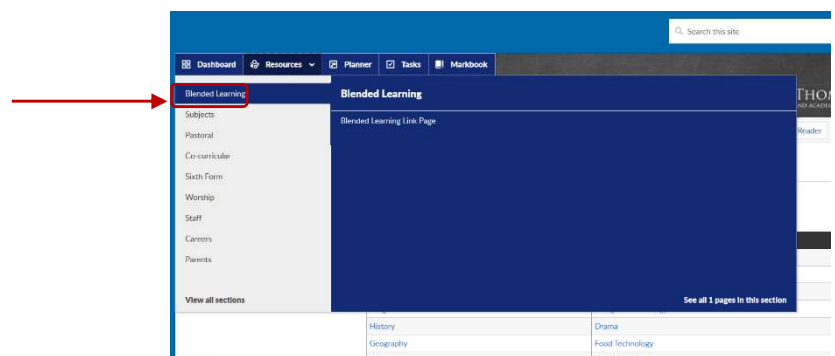 Search this site
Dashboard Resources Planner Tasks Markbook
Blended Learning
Subjects
Pastoral
Co-curricular
Sixth Form
Worship
Staff
Careers
Parents
View all sections
Blended Learning
Blended Learning Link Page
See all 1 pages in this section
Reader
History Drama
Geography Food Technology